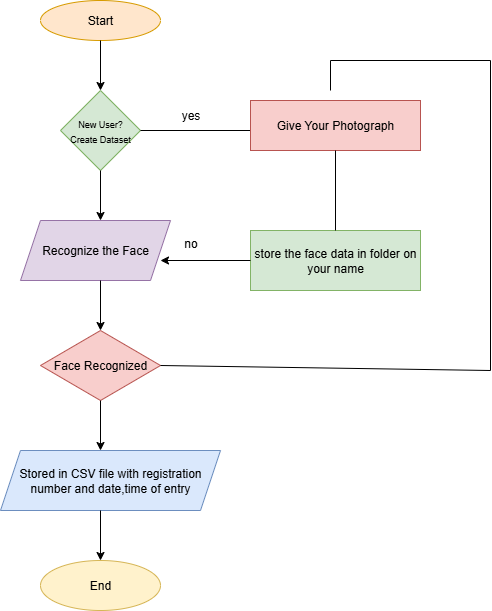 Start
New User?
Create Dataset
yes
Give Your Photograph
Recognize the Face
no
store the face data in folder on
your name
Face Recognized
Stored in CSV file with registration
number and date,time of entry
End